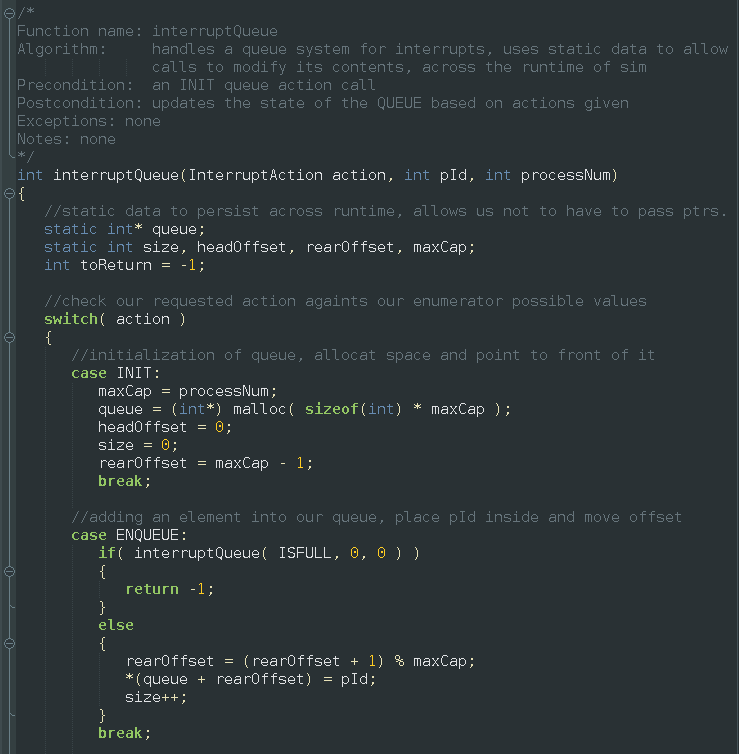 /*
Function name: interruptQueue
Algorithm:     handles a queue system for interrupts, uses static data to allow
               calls to modify its contents, across the runtime of sim
Precondition:  an INIT queue action call
Postcondition: updates the state of the QUEUE based on actions given
Exceptions: none
Notes: none
*/
int interruptQueue(InterruptAction action, int pId, int processNum)
{
   //static data to persist across runtime, allows us not to have to pass ptrs.
   static int* queue;
   static int size, headOffset, rearOffset, maxCap;
   int toReturn = -1;

   //check our requested action againts our enumerator possible values
   switch( action )
   {
      //initialization of queue, allocat space and point to front of it
      case INIT:
         maxCap = processNum;
         queue = (int*) malloc( sizeof(int) * maxCap );
         headOffset = 0;
         size = 0;
         rearOffset = maxCap - 1;
         break;

      //adding an element into our queue, place pId inside and move offset
      case ENQUEUE:
         if( interruptQueue( ISFULL, 0, 0 ) )
         {
            return -1;
         }
         else
         {
            rearOffset = (rearOffset + 1) % maxCap;
            *(queue + rearOffset) = pId;
            size++;
         }
         break;